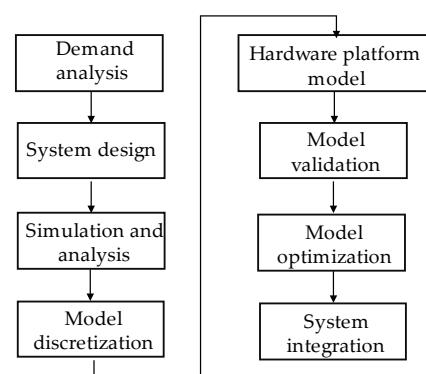 Demand
analysis
System design
Simulation and
analysis
Model
discretization
Hardware platform
model
Model
validation
Model
optimization
System
integration